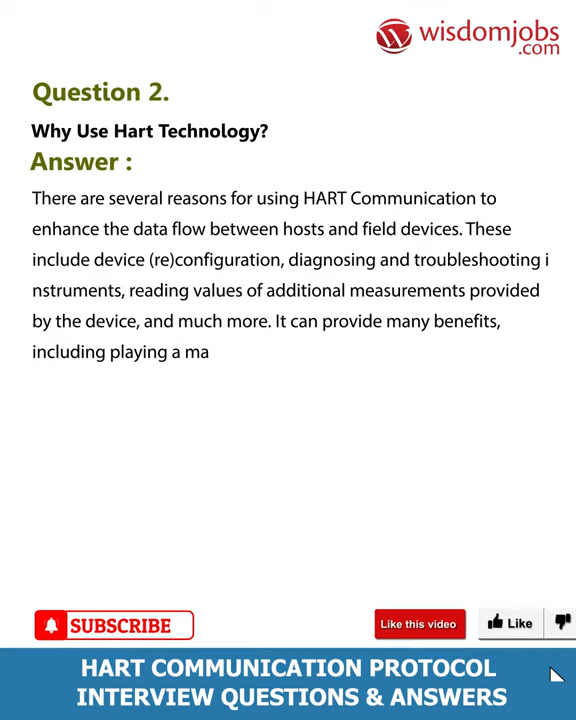 wisdomjobs
.com
Question 2.
Why Use Hart Technology?
Answer :
There are several reasons for using HART Communication to
enhance the data flow between hosts and field devices. These
include device (re)configuration, diagnosing and troubleshooting i
nstruments, reading values of additional measurements provided
by the device, and much more. It can provide many benefits,
including playing a ma
SUBSCRIBE
Like this video
Like
HART COMMUNICATION PROTOCOL
INTERVIEW QUESTIONS & ANSWERS